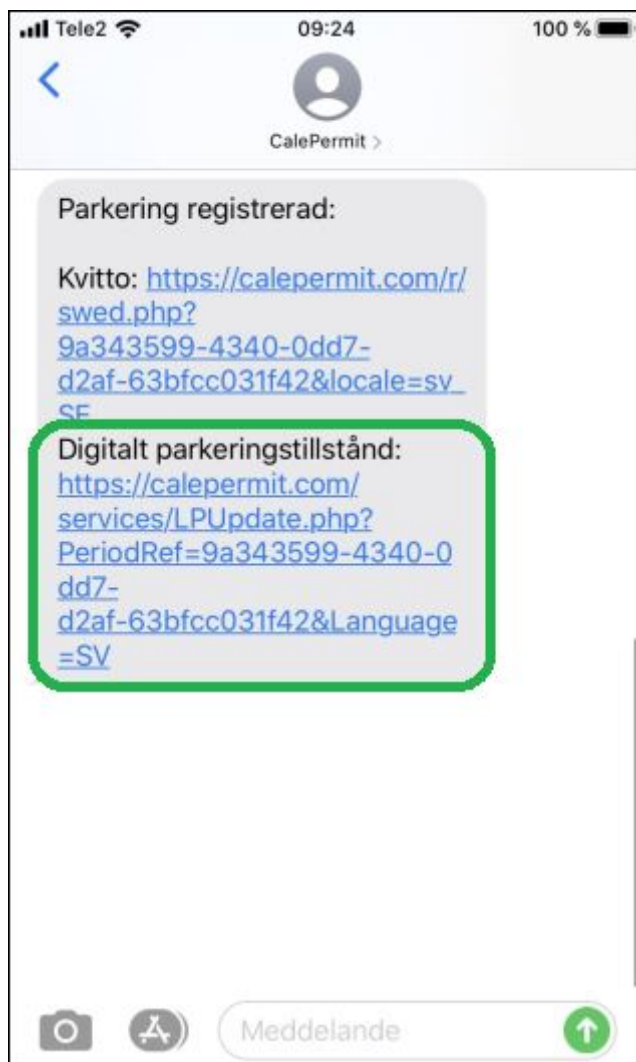 Tele2
09:24
100 %
CalePermit >
Parkering registrerad:
Kvitto: https://calepermit.com/r/
swed.php?
9a343599-4340-0dd7-
d2af-63bfcc031f42&locale=sv_
SE
Digitalt parkeringstillstånd:
https://calepermit.com/
services/LPUpdate.php?
PeriodRef=9a343599-4340-0
dd7-
d2af-63bfcc031f42&Language
=SV
Meddelande